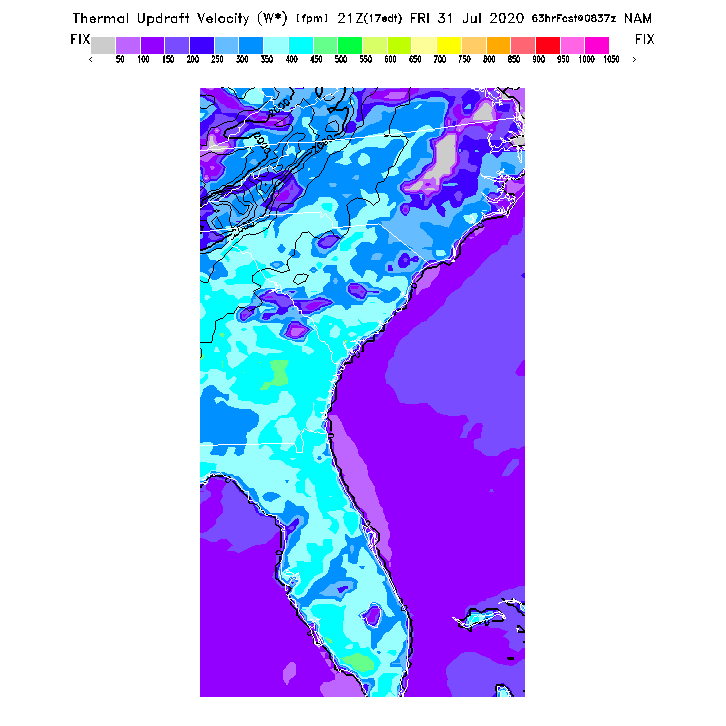 Thermal Updraft Velocity (W*) [fpm] 21Z(17edt) FRI 31 Jul 2020 63hrFcst@0837z NAM
FIX FIX
< 50 100 150 200 250 300 350 400 450 500 550 600 650 700 750 800 850 900 950 1000 1050 >
2000